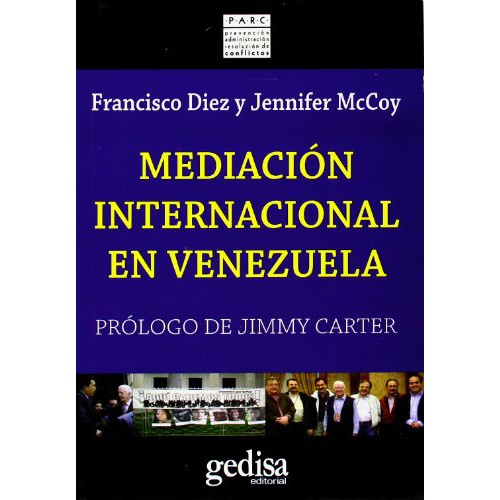 ·P·A·R·C·
prevención
administración
resolución de
conflictos
Francisco Diez y Jennifer McCoy
MEDIACIÓN
INTERNACIONAL
EN VENEZUELA
PRÓLOGO DE JIMMY CARTER
gedisa
editorial